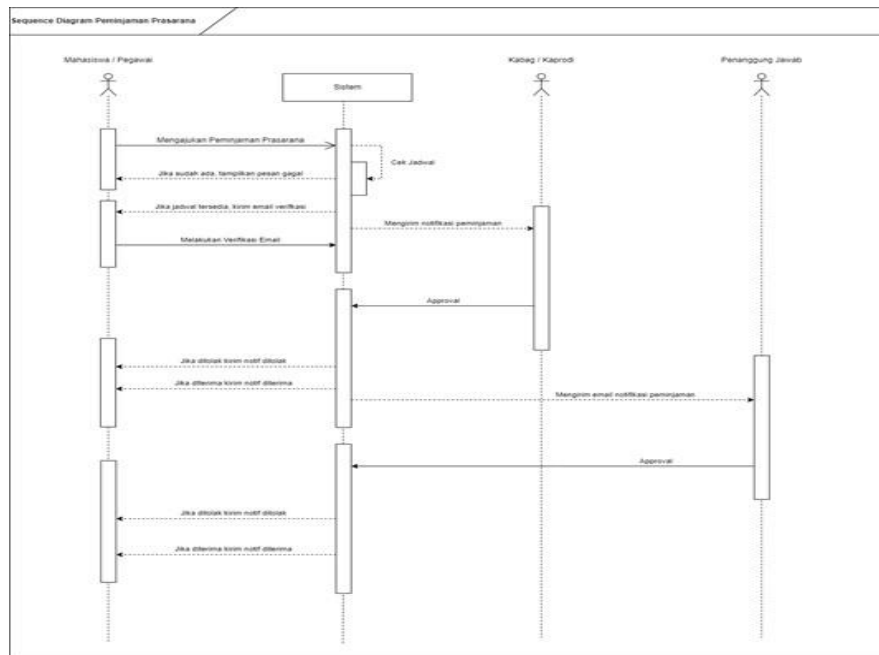 Sequence Diagram Peminjaman Prasarana
Mahasiswa / Pegawai
Sistem
Kabag / Kaprodi
Penanggung Jawab
Mengajukan Peminjaman Prasarana
Cek Jadwal
Jika sudah ada, tampilkan pesan gagal
Jika jadwal tersedia, kirim email verifikasi
Mengirim notifikasi peminjaman
Melakukan Verifikasi Email
Approval
Jika ditolak kirim notif ditolak
Jika diterima kirim notif diterima
Mengirim email notifikasi peminjaman
Approval
Jika ditolak kirim notif ditolak
Jika diterima kirim notif diterima